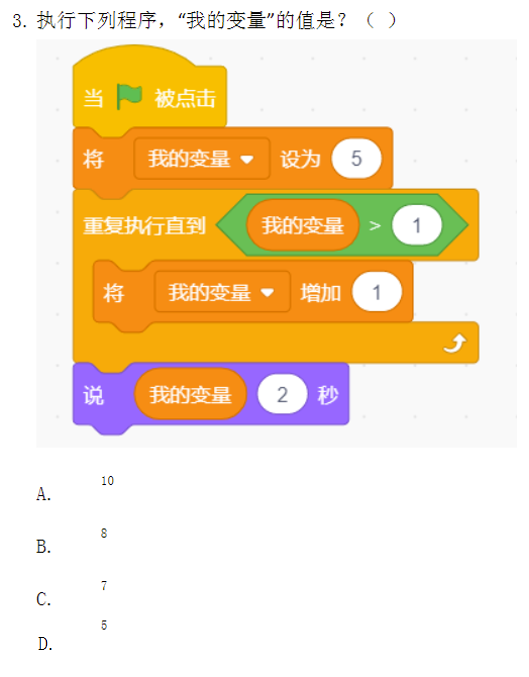 3. 执行下列程序，“我的变量”的值是？（ ）
当 被点击
将 我的变量 设为 5
重复执行直到 我的变量 > 1
将 我的变量 增加 1
说 我的变量 2 秒
A. 10
B. 8
C. 7
D. 5